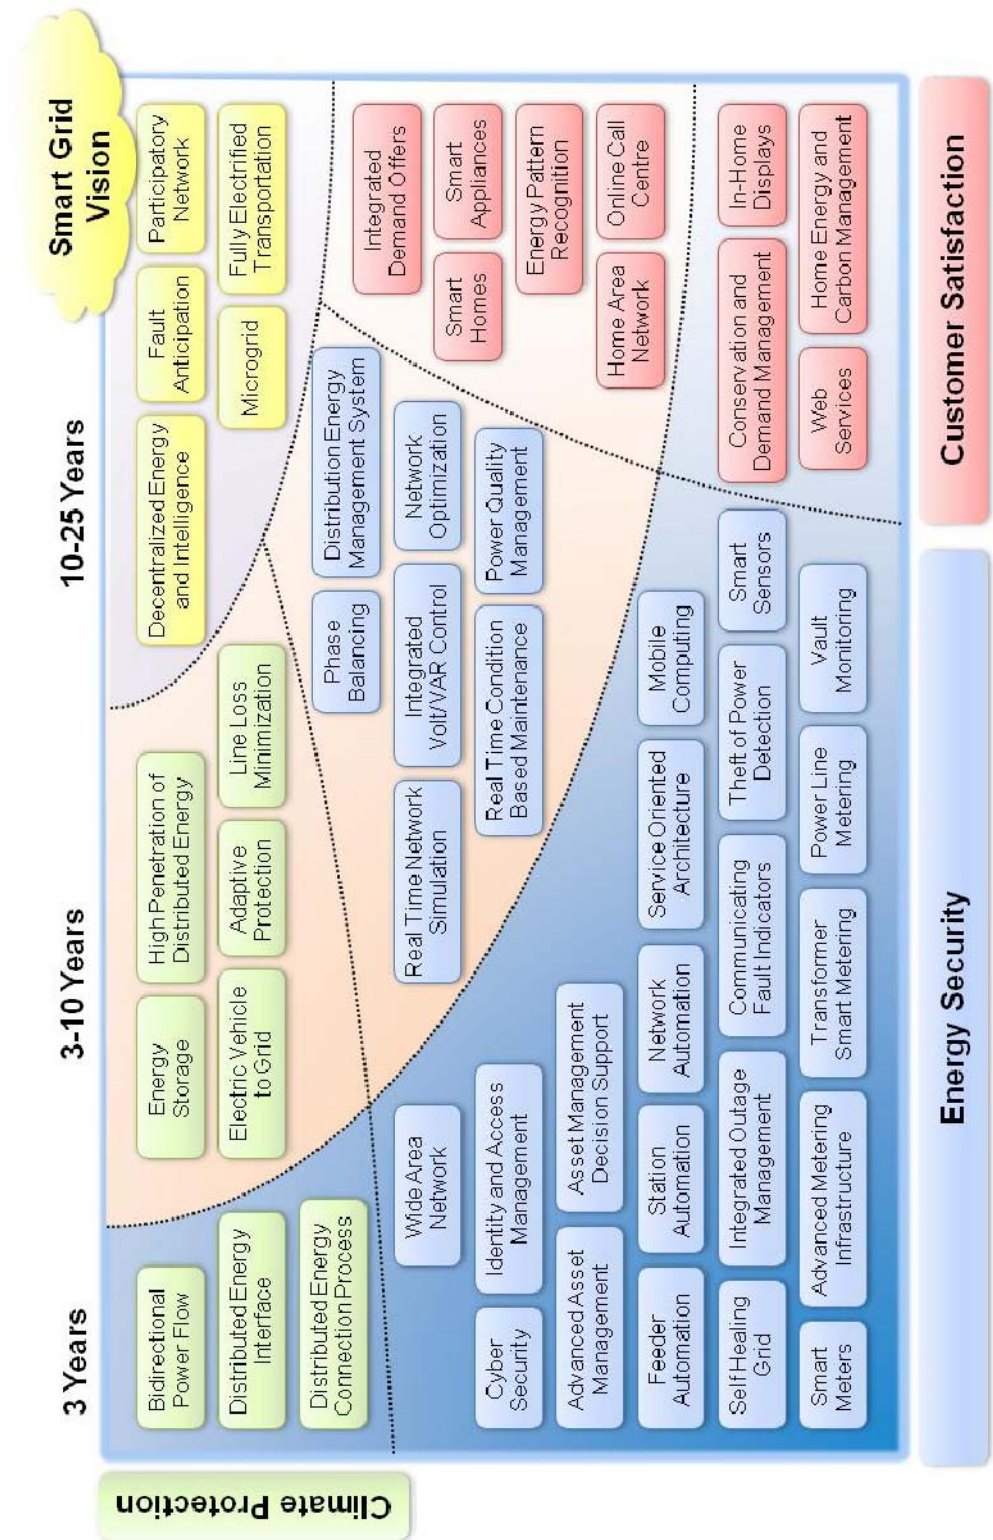 3 Years
3-10 Years
10-25 Years
Smart Grid
Vision
Climate Protection
Bidirectional
Power Flow
Distributed Energy
Interface
Distributed Energy
Connection Process
Energy
Storage
High Penetration of
Distributed Energy
Electric Vehicle
to Grid
Adaptive
Protection
Line Loss
Minimization
Decentralized Energy
and Intelligence
Fault
Anticipation
Participatory
Network
Microgrid
Fully Electrified
Transportation
Phase
Balancing
Distribution Energy
Management System
Real Time Network
Simulation
Integrated
Volt/VAR Control
Network
Optimization
Real Time Condition
Based Maintenance
Power Quality
Management
Integrated
Demand Offers
Smart
Homes
Smart
Appliances
Energy Pattern
Recognition
Home Area
Network
Online Call
Centre
Wide Area
Network
Cyber
Security
Identity and Access
Management
Advanced Asset
Management
Asset Management
Decision Support
Feeder
Automation
Station
Automation
Network
Automation
Service Oriented
Architecture
Mobile
Computing
Self Healing
Grid
Integrated Outage
Management
Communicating
Fault Indicators
Theft of Power
Detection
Smart
Sensors
Smart
Meters
Advanced Metering
Infrastructure
Transformer
Smart Metering
Power Line
Metering
Vault
Monitoring
Conservation and
Demand Management
In-Home
Displays
Web
Services
Home Energy and
Carbon Management
Energy Security
Customer Satisfaction